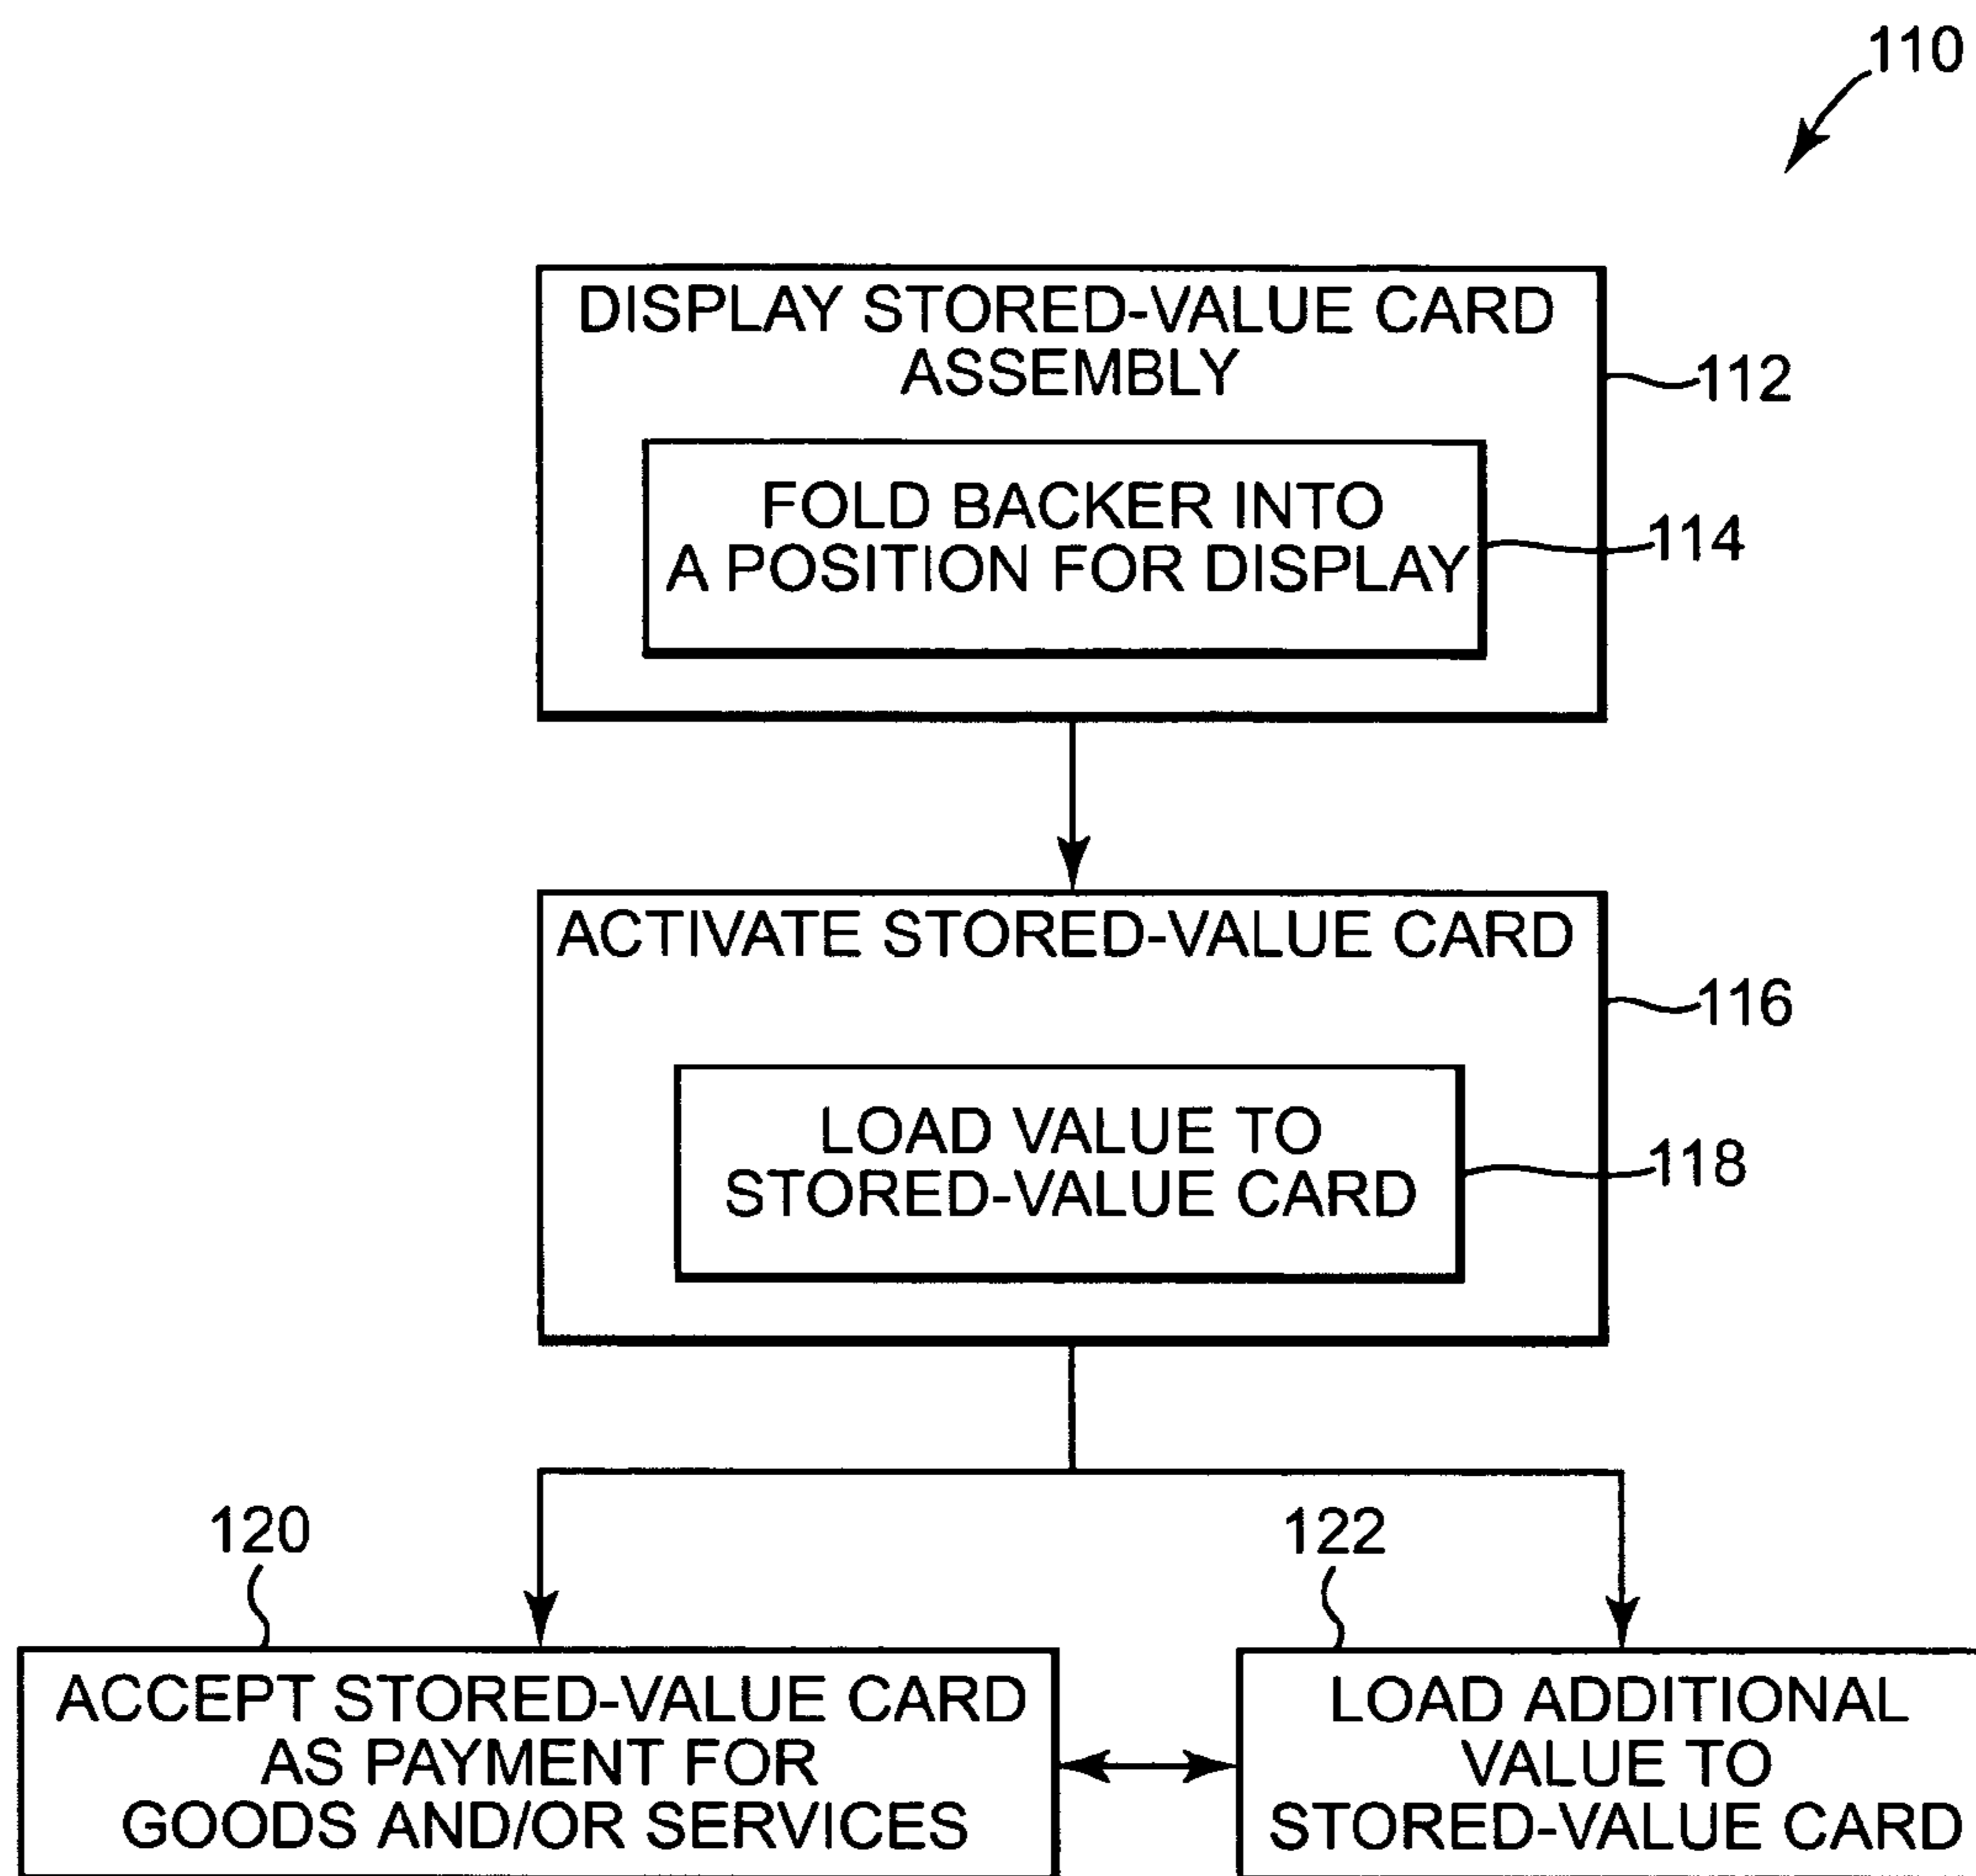 110
DISPLAY STORED-VALUE CARD
ASSEMBLY
112
FOLD BACKER INTO
A POSITION FOR DISPLAY
114
ACTIVATE STORED-VALUE CARD
116
LOAD VALUE TO
STORED-VALUE CARD
118
120
122
ACCEPT STORED-VALUE CARD
AS PAYMENT FOR
GOODS AND/OR SERVICES
LOAD ADDITIONAL
VALUE TO
STORED-VALUE CARD